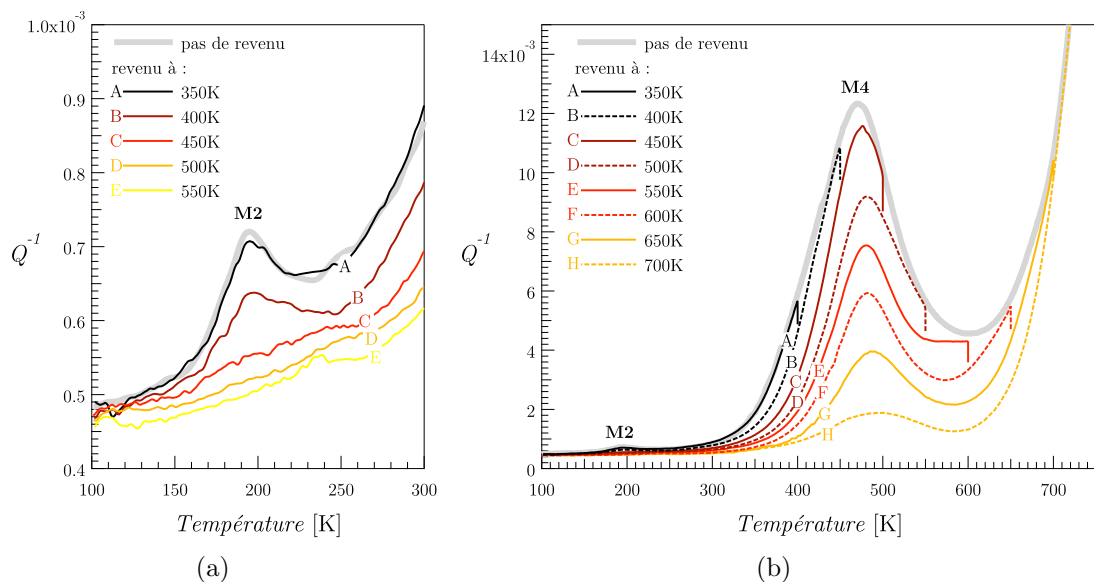 1.0x10⁻³
pas de revenu
revenu à :
A 350K
B 400K
C 450K
D 500K
E 550K
0.9
0.8
0.7
0.6
0.5
0.4
Q⁻¹
M2
A
B
C
D
E
100 150 200 250 300
Température [K]
(a)
14x10⁻³
pas de revenu
revenu à :
A 350K
B 400K
C 450K
D 500K
E 550K
F 600K
G 650K
H 700K
12
10
8
6
4
2
0
Q⁻¹
M4
M2
A
B
C
D
E
F
G
H
100 200 300 400 500 600 700
Température [K]
(b)